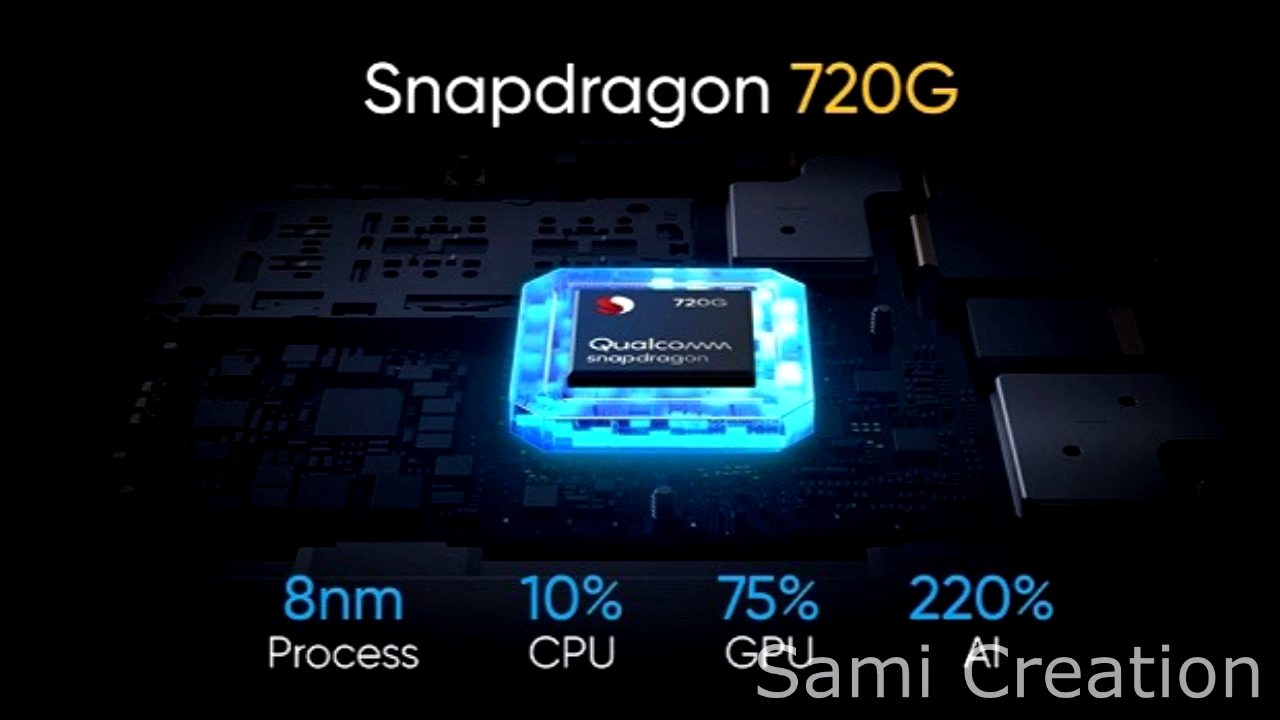 Snapdragon 720G
720G
Qualcomm
snapdragon
8nm 10% 75% 220%
Process CPU GPU AI
Sami Creation